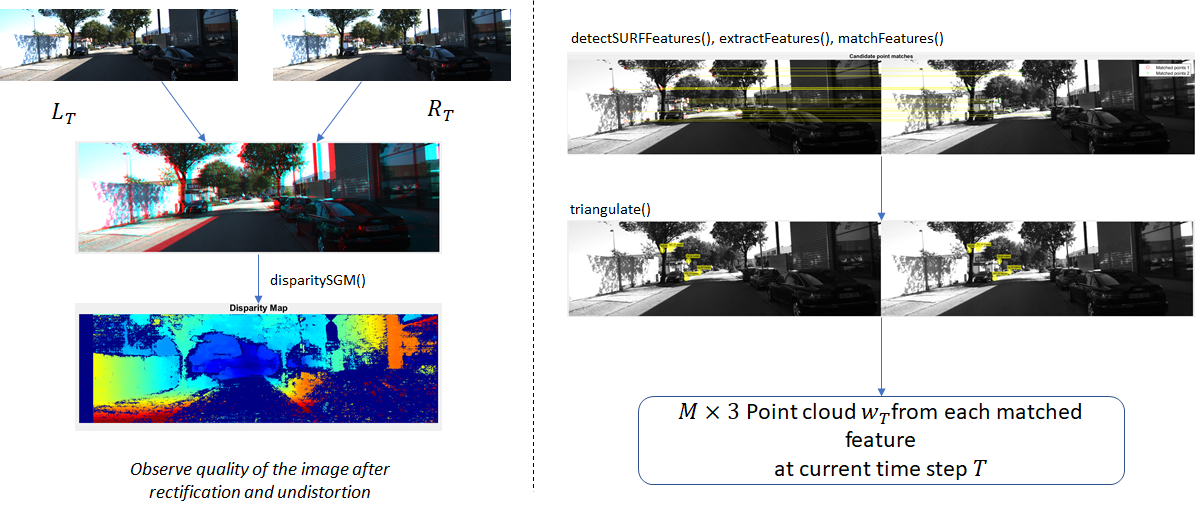 L_T
R_T
disparitySGM()
Disparity Map
Observe quality of the image after
rectification and undistortion
detectSURFFeatures(), extractFeatures(), matchFeatures()
Candidate point matches
Matched points 1
Matched points 2
triangulate()
M × 3 Point cloud w_T from each matched
feature
at current time step T